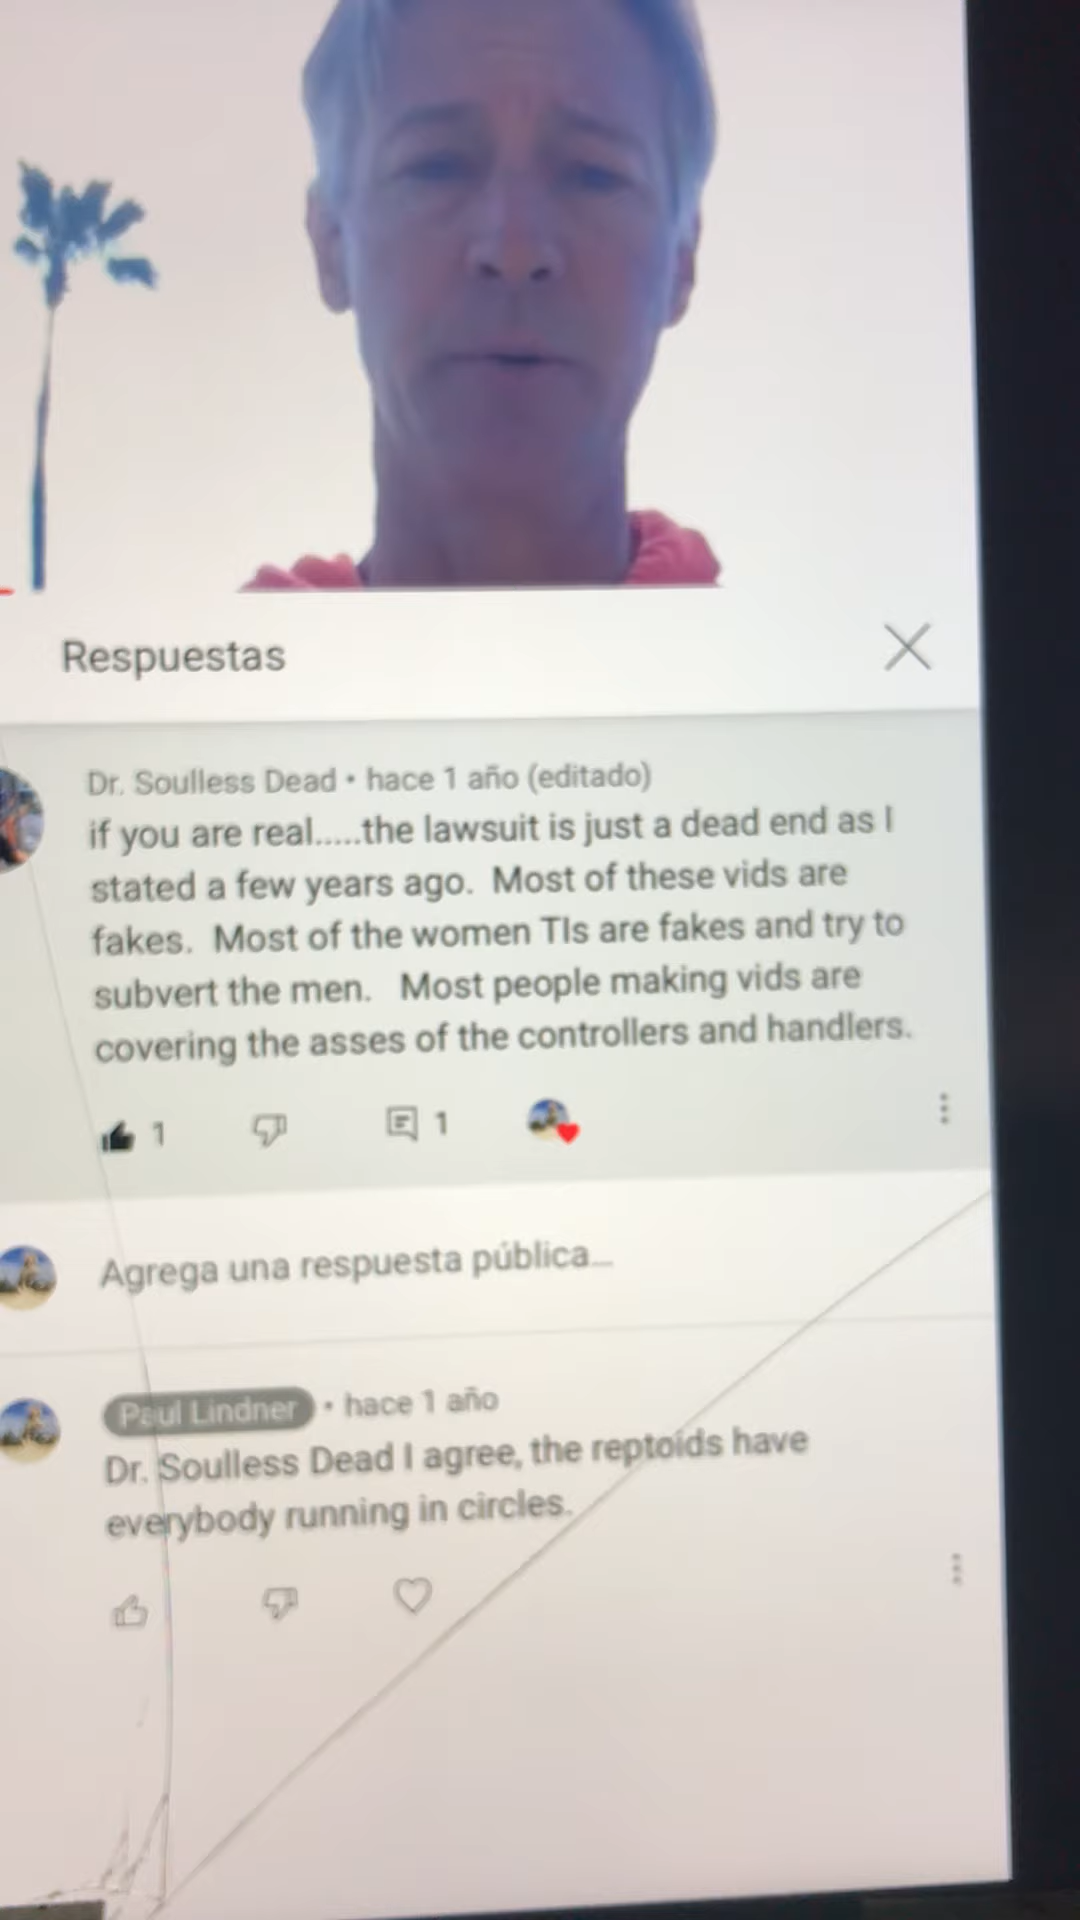 Respuestas
Dr. Soulless Dead • hace 1 año (editado)
if you are real.....the lawsuit is just a dead end as I
stated a few years ago.  Most of these vids are
fakes.  Most of the women TIs are fakes and try to
subvert the men.   Most people making vids are
covering the asses of the controllers and handlers.
1
1
Agrega una respuesta pública...
Paul Lindner • hace 1 año
Dr. Soulless Dead I agree, the reptoids have
everybody running in circles.